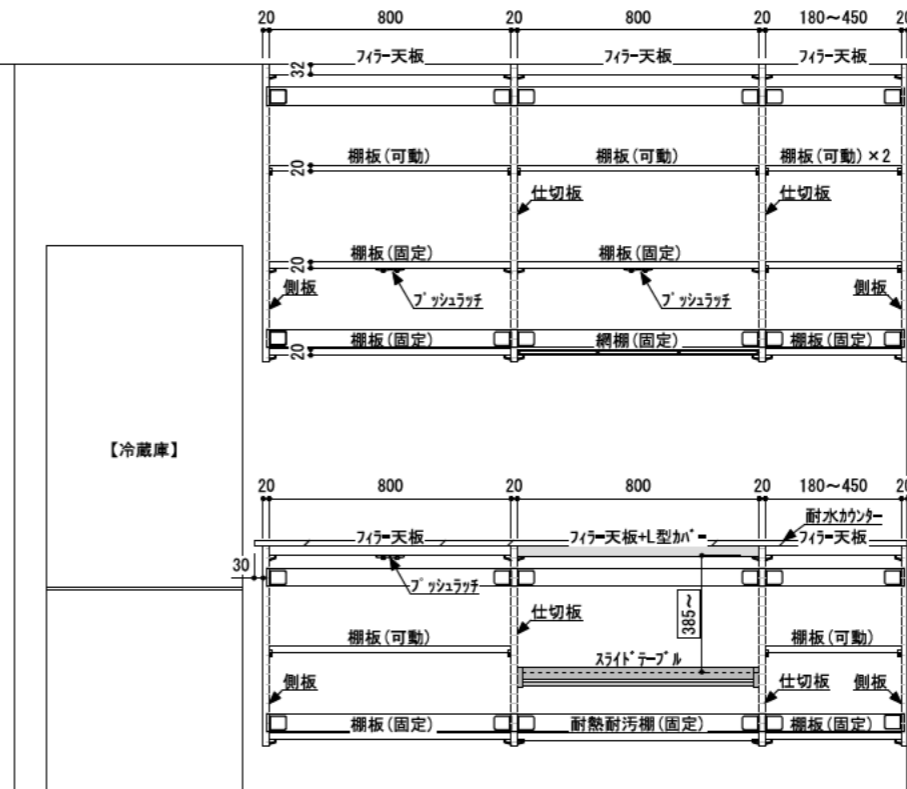 20 800 20 800 20 180～450 20
フィラー天板 フィラー天板 フィラー天板
32
棚板(可動) 棚板(可動) 棚板(可動)×2
20
仕切板 仕切板
棚板(固定) 棚板(固定)
20
側板 プッシュラッチ プッシュラッチ 側板
棚板(固定) 網棚(固定) 棚板(固定)
20
【冷蔵庫】
20 800 20 800 20 180～450 20
耐水カウンター
フィラー天板 フィラー天板+L型カバー フィラー天板
30
プッシュラッチ
仕切板
385～
棚板(可動) 棚板(可動)
スライドテーブル
側板 仕切板 側板
棚板(固定) 耐熱耐汚棚(固定) 棚板(固定)